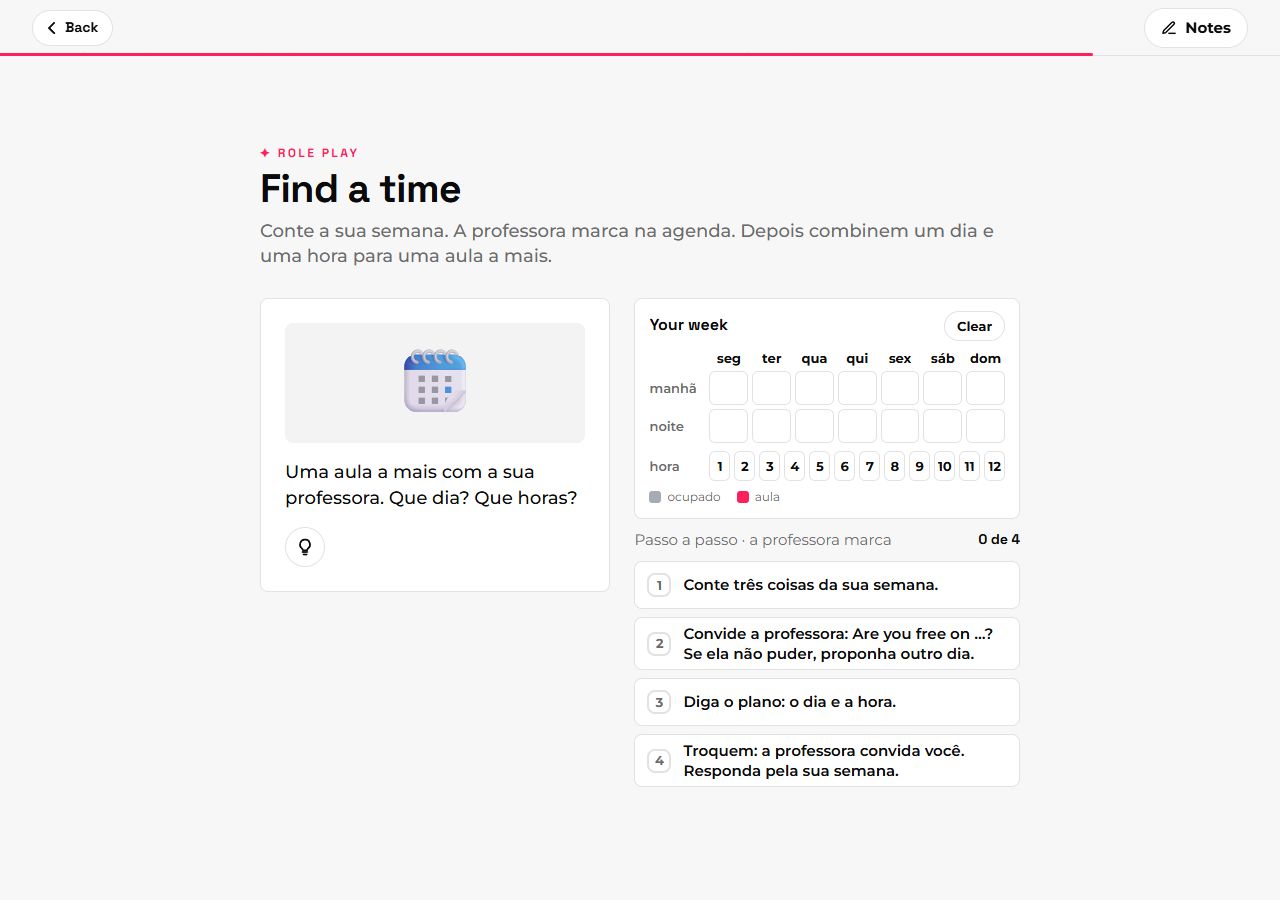 Back
Notes
✦ ROLE PLAY
Find a time
Conte a sua semana. A professora marca na agenda. Depois combinem um dia e
uma hora para uma aula a mais.
Uma aula a mais com a sua
professora. Que dia? Que horas?
Your week
Clear
seg ter qua qui sex sáb dom
manhã
noite
hora 1 2 3 4 5 6 7 8 9 10 11 12
ocupado aula
Passo a passo · a professora marca 0 de 4
1 Conte três coisas da sua semana.
2 Convide a professora: Are you free on …?
Se ela não puder, proponha outro dia.
3 Diga o plano: o dia e a hora.
4 Troquem: a professora convida você.
Responda pela sua semana.